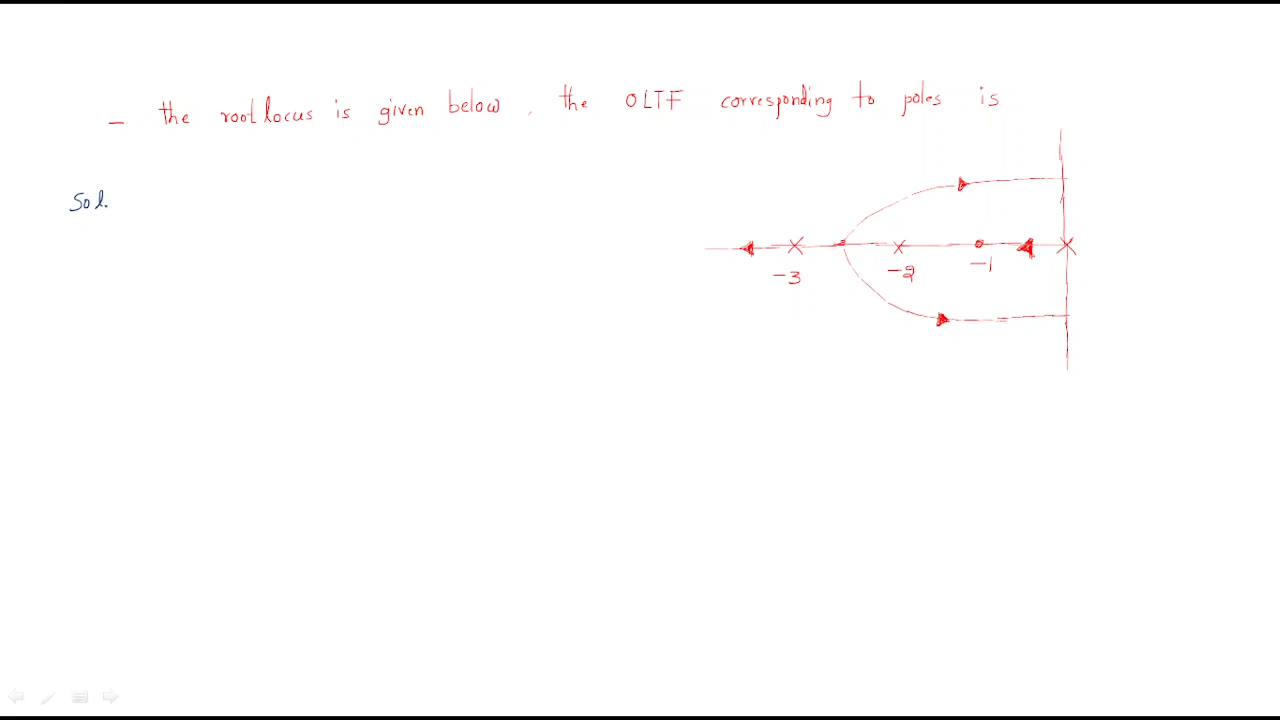 – the root locus is given below, the OLTF corresponding to poles is
Sol.
-3 -2 -1